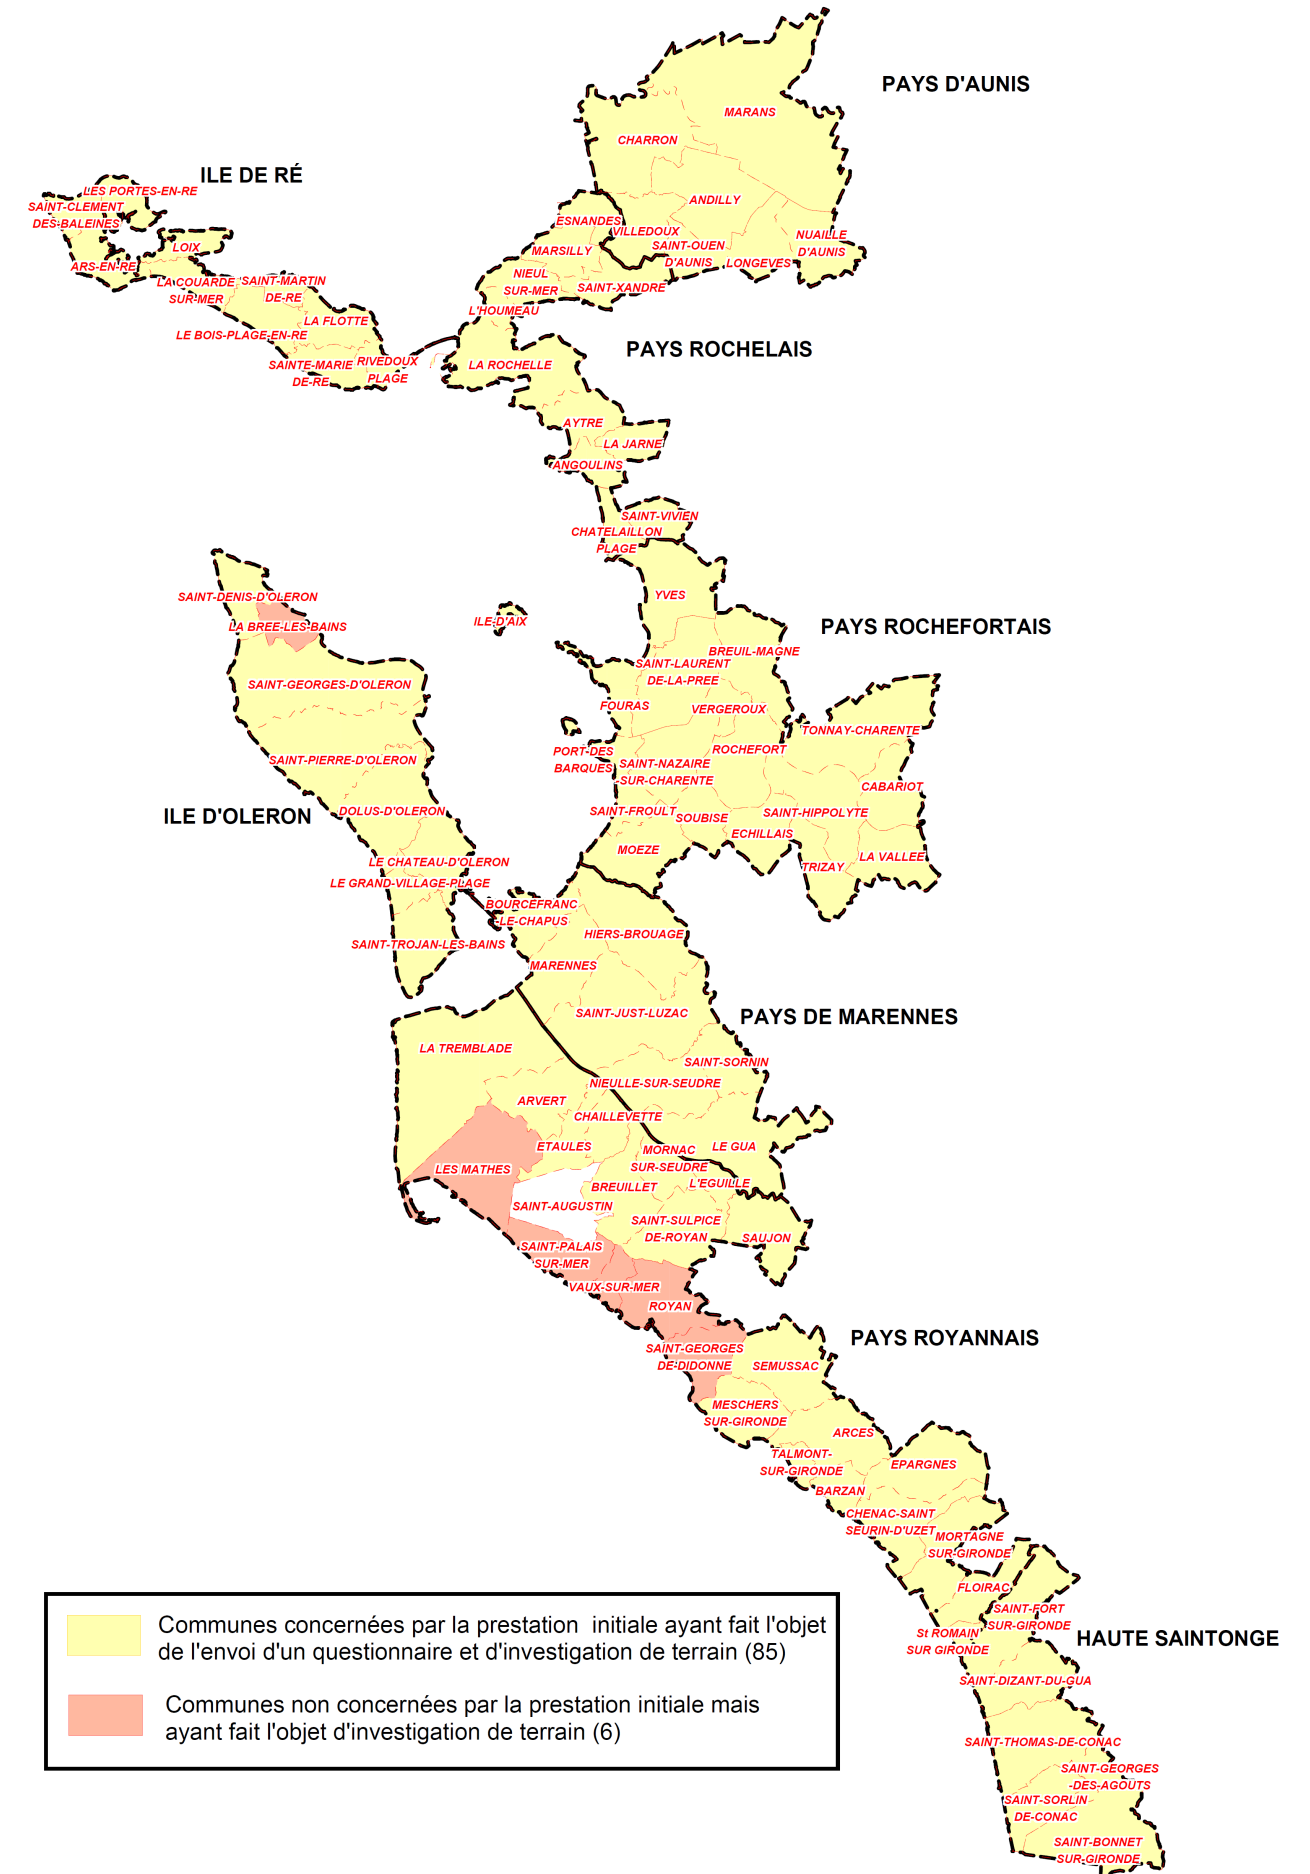 PAYS D'AUNIS
MARANS
CHARRON
ANDILLY
ILE DE RÉ
LES PORTES-EN-RE
SAINT-CLEMENT
DES-BALEINES
LOIX
ARS-EN-RE
LA COUARDE
SUR-MER
SAINT-MARTIN
DE-RE
LA FLOTTE
LE BOIS-PLAGE-EN-RE
SAINTE-MARIE
DE-RE
RIVEDOUX
PLAGE
ESNANDES
VILLEDOUX
MARSILLY
SAINT-OUEN
D'AUNIS
LONGEVES
NUAILLE
D'AUNIS
NIEUL
SUR-MER
SAINT-XANDRE
L'HOUMEAU
PAYS ROCHELAIS
LA ROCHELLE
AYTRE
LA JARNE
ANGOULINS
SAINT-VIVIEN
CHATELAILLON
PLAGE
YVES
SAINT-DENIS-D'OLERON
LA BREE-LES-BAINS
ILE-D'AIX
PAYS ROCHEFORTAIS
BREUIL-MAGNE
SAINT-LAURENT
DE-LA-PREE
SAINT-GEORGES-D'OLERON
FOURAS
VERGEROUX
TONNAY-CHARENTE
ROCHEFORT
PORT-DES
BARQUES
SAINT-NAZAIRE
-SUR-CHARENTE
SAINT-PIERRE-D'OLERON
CABARIOT
ILE D'OLERON
DOLUS-D'OLERON
SAINT-FROULT
SOUBISE
SAINT-HIPPOLYTE
ECHILLAIS
MOEZE
TRIZAY
LA VALLEE
LE CHATEAU-D'OLERON
LE GRAND-VILLAGE-PLAGE
BOURCEFRANC
-LE-CHAPUS
SAINT-TROJAN-LES-BAINS
HIERS-BROUAGE
MARENNES
SAINT-JUST-LUZAC
PAYS DE MARENNES
LA TREMBLADE
SAINT-SORNIN
NIEULLE-SUR-SEUDRE
ARVERT
CHAILLEVETTE
ETAULES
MORNAC
SUR-SEUDRE
LE GUA
LES MATHES
BREUILLET
L'EGUILLE
SAINT-AUGUSTIN
SAINT-SULPICE
DE-ROYAN
SAUJON
SAINT-PALAIS
SUR-MER
VAUX-SUR-MER
ROYAN
PAYS ROYANNAIS
SAINT-GEORGES
DE-DIDONNE
SEMUSSAC
MESCHERS
SUR-GIRONDE
ARCES
TALMONT-
SUR-GIRONDE
EPARGNES
BARZAN
CHENAC-SAINT
SEURIN-D'UZET
MORTAGNE
SUR-GIRONDE
FLOIRAC
SAINT-FORT
SUR-GIRONDE
St ROMAIN
SUR GIRONDE
HAUTE SAINTONGE
SAINT-DIZANT-DU-GUA
SAINT-THOMAS-DE-CONAC
SAINT-GEORGES
-DES-AGOUTS
SAINT-SORLIN
DE-CONAC
SAINT-BONNET
SUR-GIRONDE
Communes concernées par la prestation initiale ayant fait l'objet
de l'envoi d'un questionnaire et d'investigation de terrain (85)
Communes non concernées par la prestation initiale mais
ayant fait l'objet d'investigation de terrain (6)